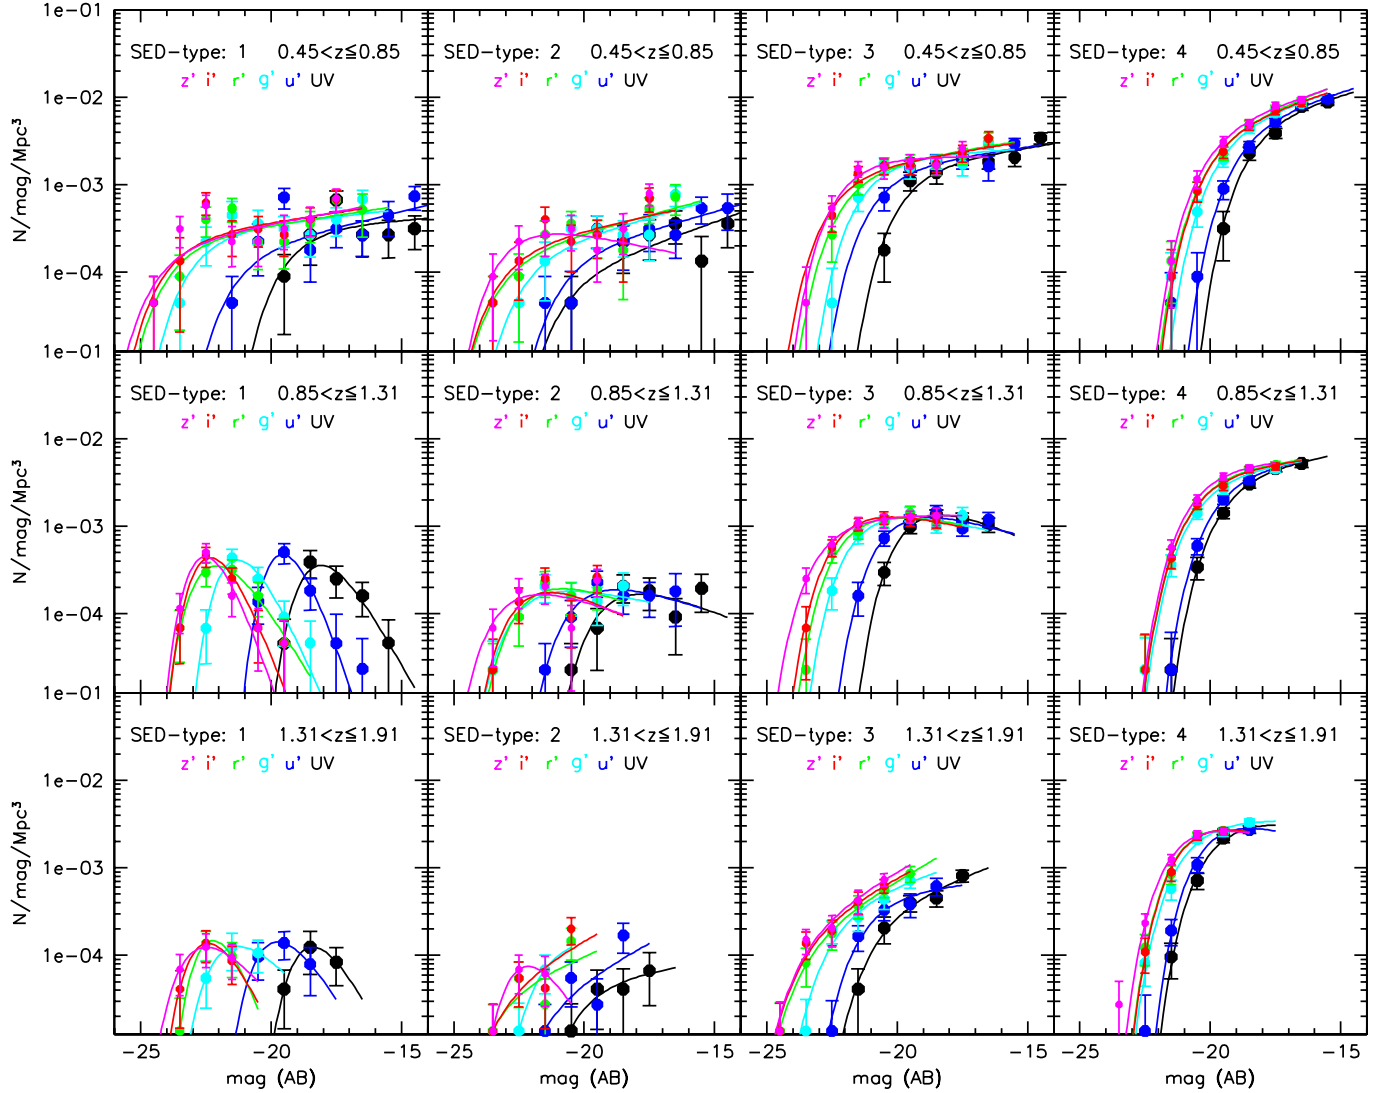 1e-01
SED-type: 1 0.45<z≦0.85
SED-type: 2 0.45<z≦0.85
SED-type: 3 0.45<z≦0.85
SED-type: 4 0.45<z≦0.85
z' i' r' g' u' UV
z' i' r' g' u' UV
z' i' r' g' u' UV
z' i' r' g' u' UV
1e-02
N/mag/Mpc³
1e-03
1e-04
1e-01
SED-type: 1 0.85<z≦1.31
SED-type: 2 0.85<z≦1.31
SED-type: 3 0.85<z≦1.31
SED-type: 4 0.85<z≦1.31
z' i' r' g' u' UV
z' i' r' g' u' UV
z' i' r' g' u' UV
z' i' r' g' u' UV
1e-02
N/mag/Mpc³
1e-03
1e-04
1e-01
SED-type: 1 1.31<z≦1.91
SED-type: 2 1.31<z≦1.91
SED-type: 3 1.31<z≦1.91
SED-type: 4 1.31<z≦1.91
z' i' r' g' u' UV
z' i' r' g' u' UV
z' i' r' g' u' UV
z' i' r' g' u' UV
1e-02
N/mag/Mpc³
1e-03
1e-04
-25 -20 -15
-25 -20 -15
-25 -20 -15
-20 -15
mag (AB)
mag (AB)
mag (AB)
mag (AB)